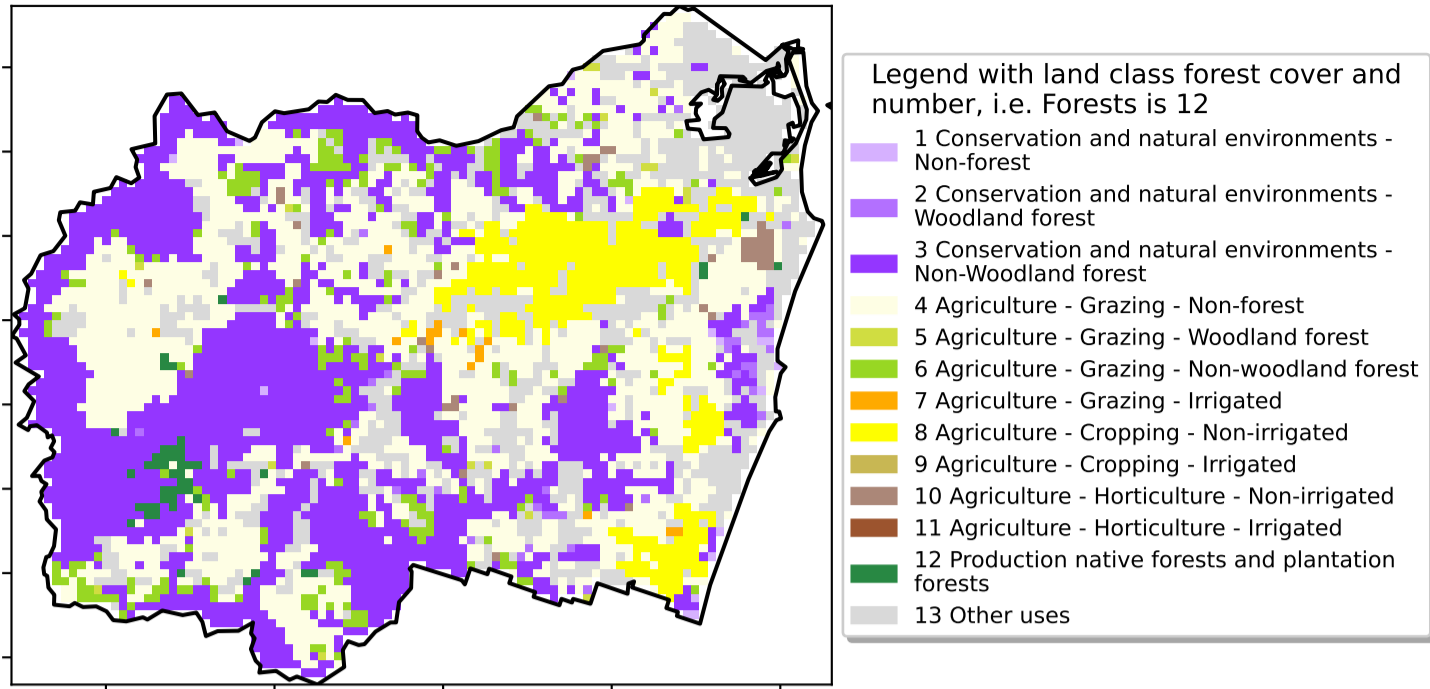 Legend with land class forest cover and
number, i.e. Forests is 12
1 Conservation and natural environments -
Non-forest
2 Conservation and natural environments -
Woodland forest
3 Conservation and natural environments -
Non-Woodland forest
4 Agriculture - Grazing - Non-forest
5 Agriculture - Grazing - Woodland forest
6 Agriculture - Grazing - Non-woodland forest
7 Agriculture - Grazing - Irrigated
8 Agriculture - Cropping - Non-irrigated
9 Agriculture - Cropping - Irrigated
10 Agriculture - Horticulture - Non-irrigated
11 Agriculture - Horticulture - Irrigated
12 Production native forests and plantation
forests
13 Other uses